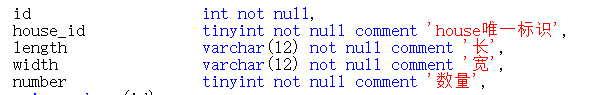 id int not null,
house_id tinyint not null comment 'house唯一标识',
length varchar(12) not null comment '长',
width varchar(12) not null comment '宽',
number tinyint not null comment '数量',